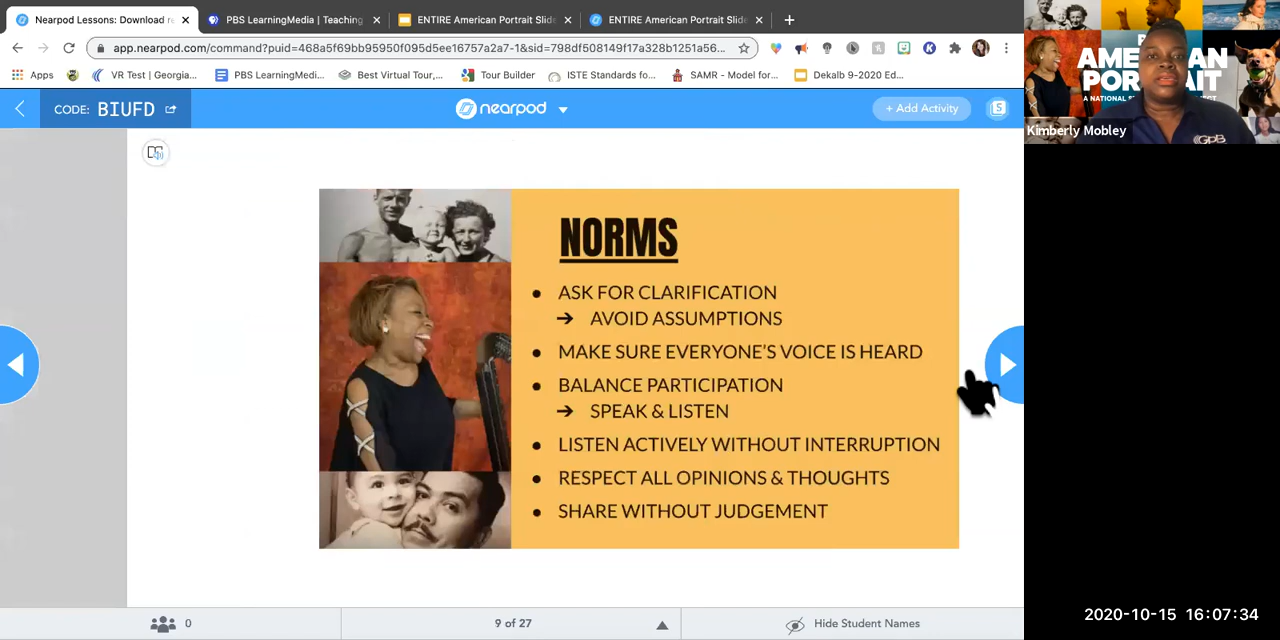 Nearpod Lessons: Download re
PBS LearningMedia | Teaching
ENTIRE American Portrait Slide
ENTIRE American Portrait Slide
app.nearpod.com/command?puid=468a5f69bb95950f095d5ee16757a2a7-1&sid=798df508149f17a328b1251a56...
Apps
VR Test | Georgia...
PBS LearningMedi...
Best Virtual Tour,...
Tour Builder
ISTE Standards fo...
SAMR - Model for...
Dekalb 9-2020 Ed...
CODE: BIUFD
nearpod
+ Add Activity
NORMS
• ASK FOR CLARIFICATION
➔ AVOID ASSUMPTIONS
• MAKE SURE EVERYONE'S VOICE IS HEARD
• BALANCE PARTICIPATION
➔ SPEAK & LISTEN
• LISTEN ACTIVELY WITHOUT INTERRUPTION
• RESPECT ALL OPINIONS & THOUGHTS
• SHARE WITHOUT JUDGEMENT
0
9 of 27
Hide Student Names
Kimberly Mobley
GPB
2020-10-15 16:07:34